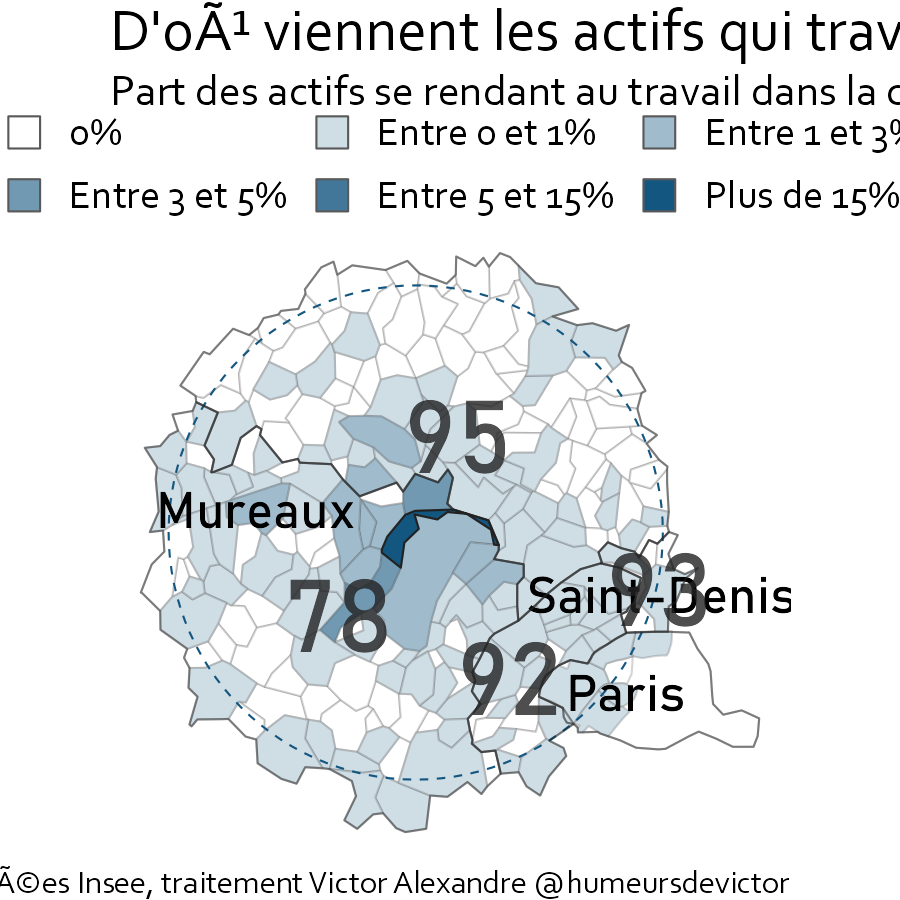 D'oÃ¹ viennent les actifs qui trav
Part des actifs se rendant au travail dans la c
0%
Entre 0 et 1%
Entre 1 et 3%
Entre 3 et 5%
Entre 5 et 15%
Plus de 15%
95
Mureaux
93
Saint-Denis
78
92
Paris
Ã©es Insee, traitement Victor Alexandre @humeursdevictor